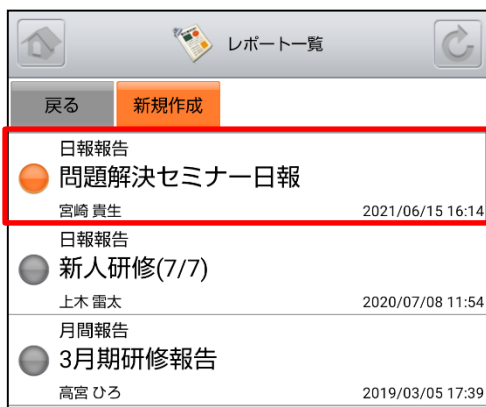 レポート一覧
戻る 新規作成
日報報告
問題解決セミナー日報
宮崎 貴生 2021/06/15 16:14
日報報告
新人研修(7/7)
上木 雷太 2020/07/08 11:54
月間報告
3月期研修報告
高宮 ひろ 2019/03/05 17:39